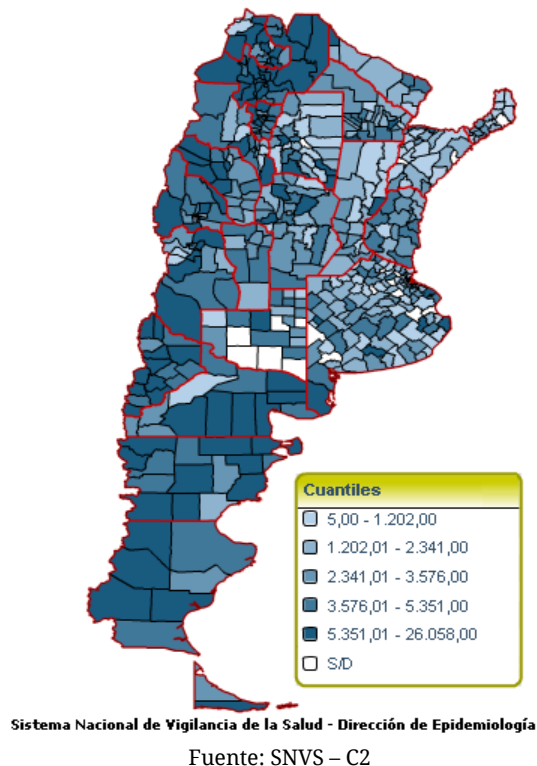 Cuantiles
5,00 - 1.202,00
1.202,01 - 2.341,00
2.341,01 - 3.576,00
3.576,01 - 5.351,00
5.351,01 - 26.058,00
S/D
Sistema Nacional de Vigilancia de la Salud - Dirección de Epidemiología
Fuente: SNVS – C2